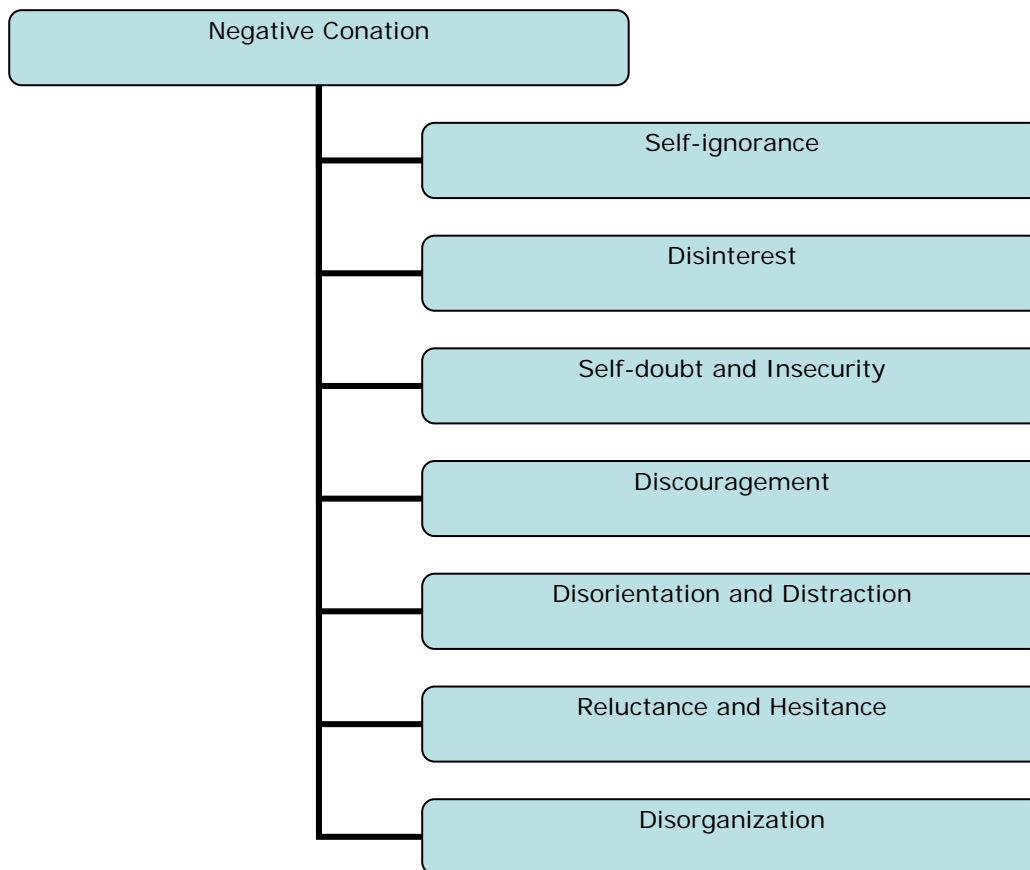 Negative Conation
Self-ignorance
Disinterest
Self-doubt and Insecurity
Discouragement
Disorientation and Distraction
Reluctance and Hesitance
Disorganization